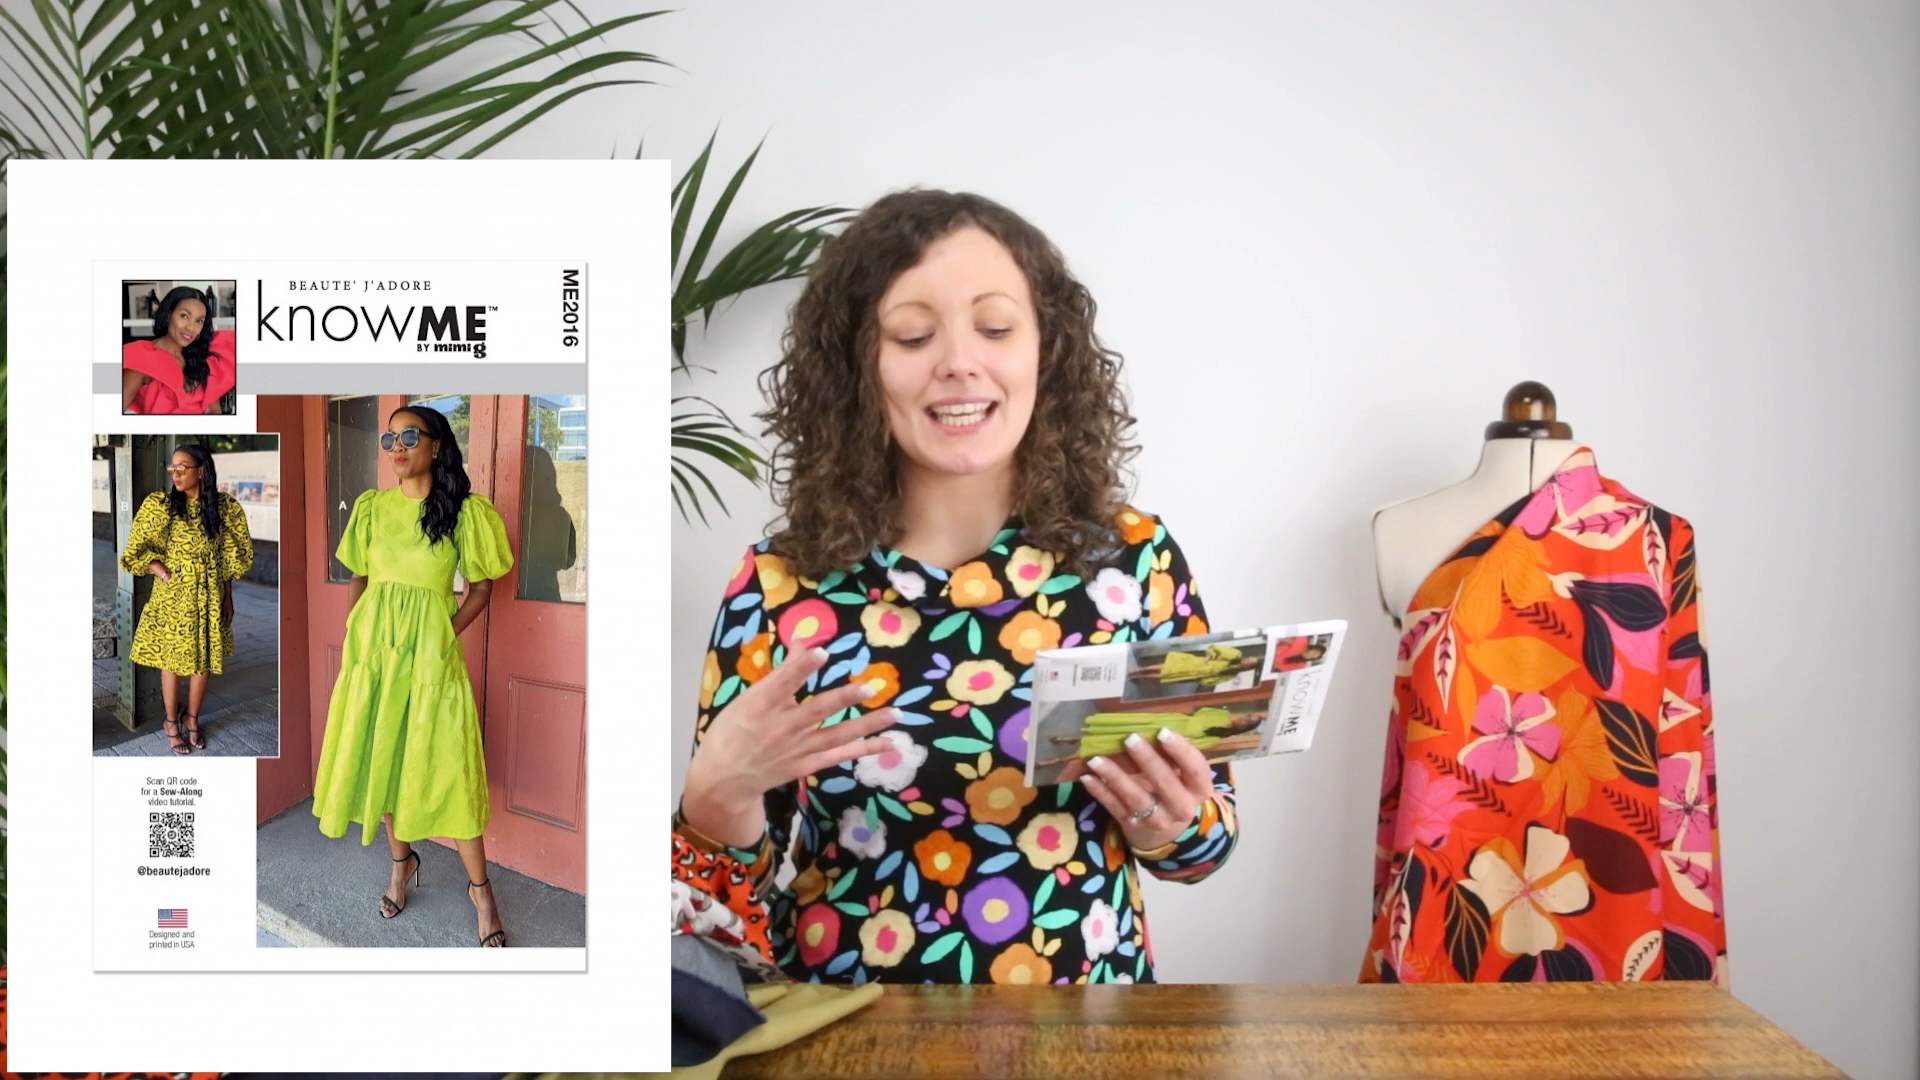 BEAUTE' J'ADORE
knowME™
BY mimi g
ME2016
B
A
Scan QR code
for a Sew-Along
video tutorial.
@beautejadore
Designed and
printed in USA
knowME